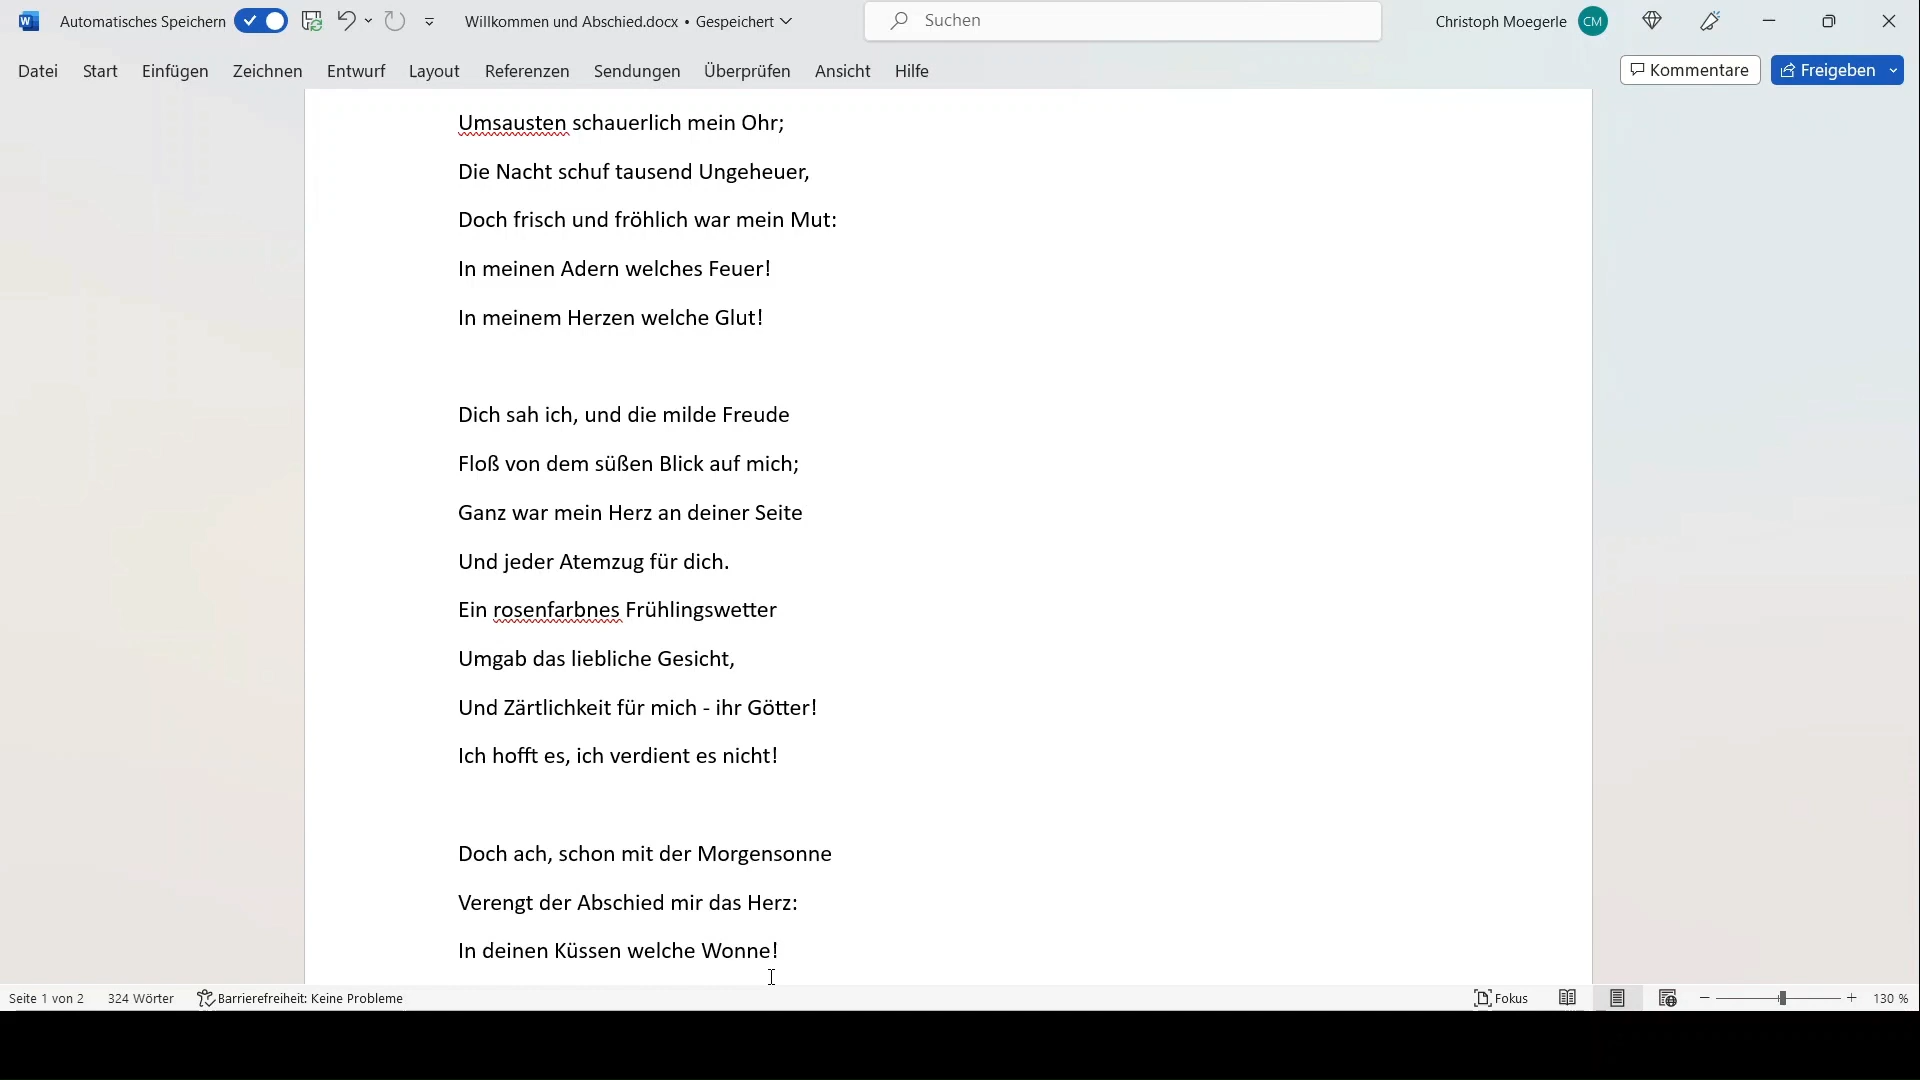 Automatisches Speichern
Willkommen und Abschied.docx • Gespeichert
Suchen
Christoph Moegerle
CM
Datei Start Einfügen Zeichnen Entwurf Layout Referenzen Sendungen Überprüfen Ansicht Hilfe
Kommentare
Freigeben
Umsausten schauerlich mein Ohr;
Die Nacht schuf tausend Ungeheuer,
Doch frisch und fröhlich war mein Mut:
In meinen Adern welches Feuer!
In meinem Herzen welche Glut!
Dich sah ich, und die milde Freude
Floß von dem süßen Blick auf mich;
Ganz war mein Herz an deiner Seite
Und jeder Atemzug für dich.
Ein rosenfarbnes Frühlingswetter
Umgab das liebliche Gesicht,
Und Zärtlichkeit für mich - ihr Götter!
Ich hofft es, ich verdient es nicht!
Doch ach, schon mit der Morgensonne
Verengt der Abschied mir das Herz:
In deinen Küssen welche Wonne!
Seite 1 von 2
324 Wörter
Barrierefreiheit: Keine Probleme
Fokus
130 %